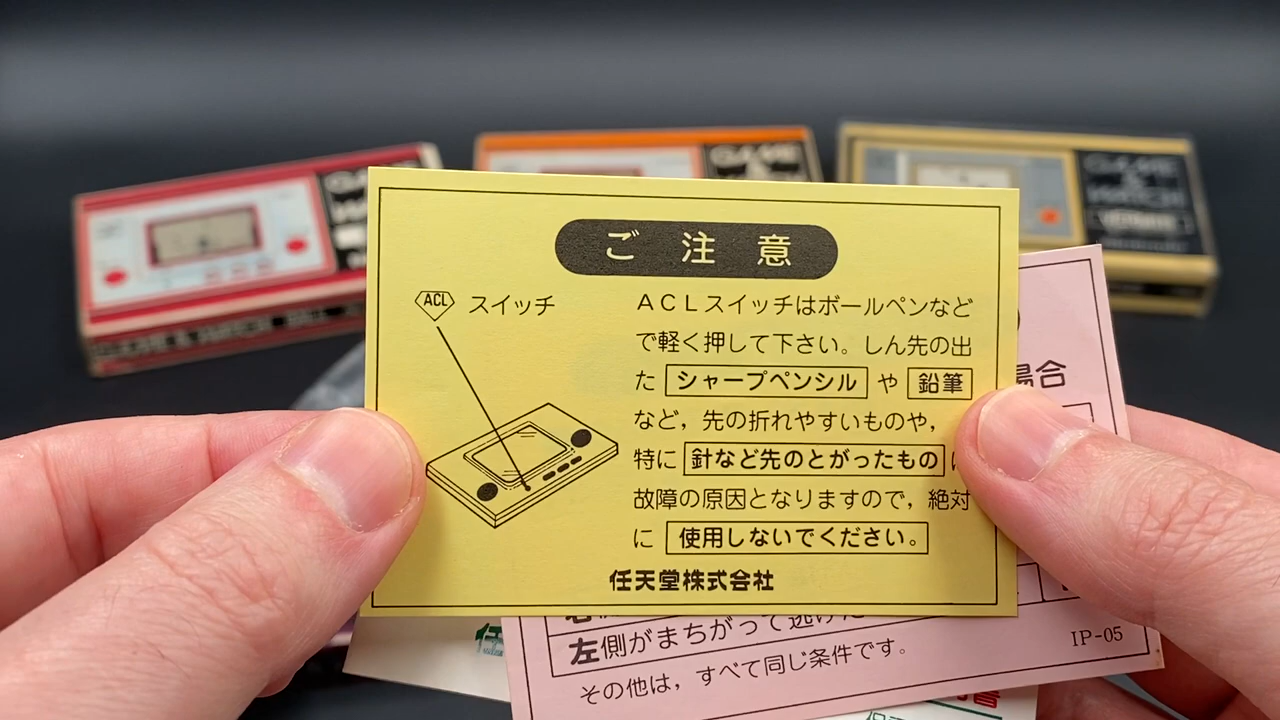 GAME
GAME
GAME
&
WATCH
ご注意
ACL スイッチ
ＡＣＬスイッチはボールペンなど
で軽く押して下さい。しん先の出
た シャープペンシル や 鉛筆
など，先の折れやすいものや，
特に 針など先のとがったもの
故障の原因となりますので，絶対
に 使用しないでください。
任天堂株式会社
場合
左側がまちがって逃げた
その他は，すべて同じ条件です。
IP-05